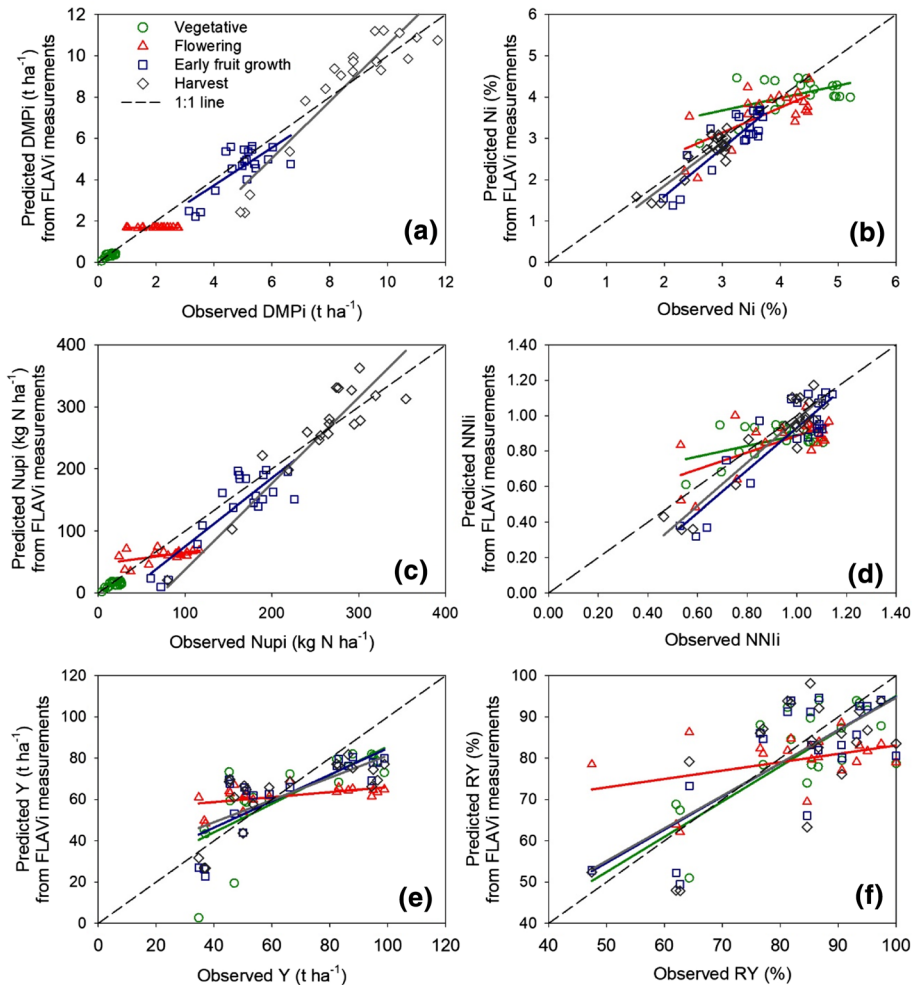 Predicted DMPi (t ha-1)
from FLAVi measurements
12
10
8
6
4
2
0
Vegetative
Flowering
Early fruit growth
Harvest
1:1 line
(a)
0 2 4 6 8 10 12
Observed DMPi (t ha-1)
Predicted Ni (%)
from FLAVi measurements
6
5
4
3
2
1
0
(b)
0 1 2 3 4 5 6
Observed Ni (%)
Predicted Nupi (kg N ha-1)
from FLAVi measurements
400
300
200
100
0
(c)
0 100 200 300 400
Observed Nupi (kg N ha-1)
Predicted NNIi
from FLAVi measurements
1.40
1.20
1.00
0.80
0.60
0.40
0.20
0.00
(d)
0.00 0.20 0.40 0.60 0.80 1.00 1.20 1.40
Observed NNIi
Predicted Y (t ha-1)
from FLAVi measurements
120
100
80
60
40
20
0
(e)
0 20 40 60 80 100 120
Observed Y (t ha-1)
Predicted RY (%)
from FLAVi measurements
100
90
80
70
60
50
40
(f)
40 50 60 70 80 90 100
Observed RY (%)